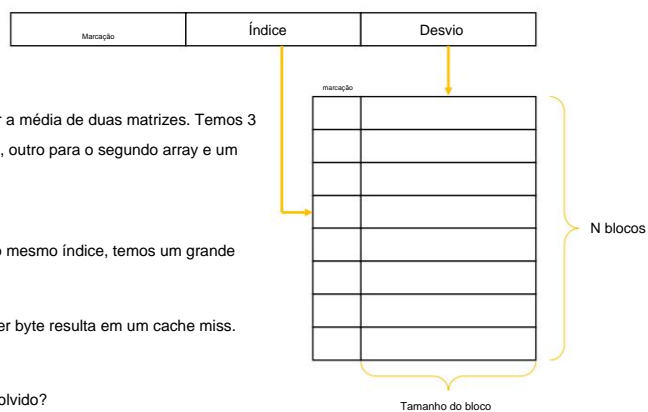 Marcação Índice Desvio
marcação
r a média de duas matrizes. Temos 3
, outro para o segundo array e um
o mesmo índice, temos um grande
N blocos
er byte resulta em um cache miss.
olvido?
Tamanho do bloco